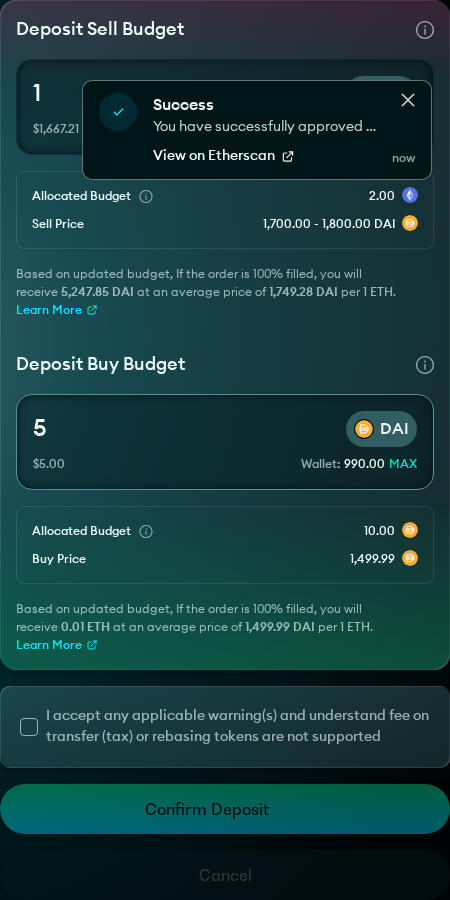 Deposit Sell Budget
1
$1,667.21
Success
You have successfully approved ...
View on Etherscan
now
Allocated Budget 2.00
Sell Price 1,700.00 - 1,800.00 DAI
Based on updated budget, If the order is 100% filled, you will
receive 5,247.85 DAI at an average price of 1,749.28 DAI per 1 ETH.
Learn More
Deposit Buy Budget
5 DAI
$5.00 Wallet: 990.00 MAX
Allocated Budget 10.00
Buy Price 1,499.99
Based on updated budget, If the order is 100% filled, you will
receive 0.01 ETH at an average price of 1,499.99 DAI per 1 ETH.
Learn More
I accept any applicable warning(s) and understand fee on
transfer (tax) or rebasing tokens are not supported
Confirm Deposit
Cancel